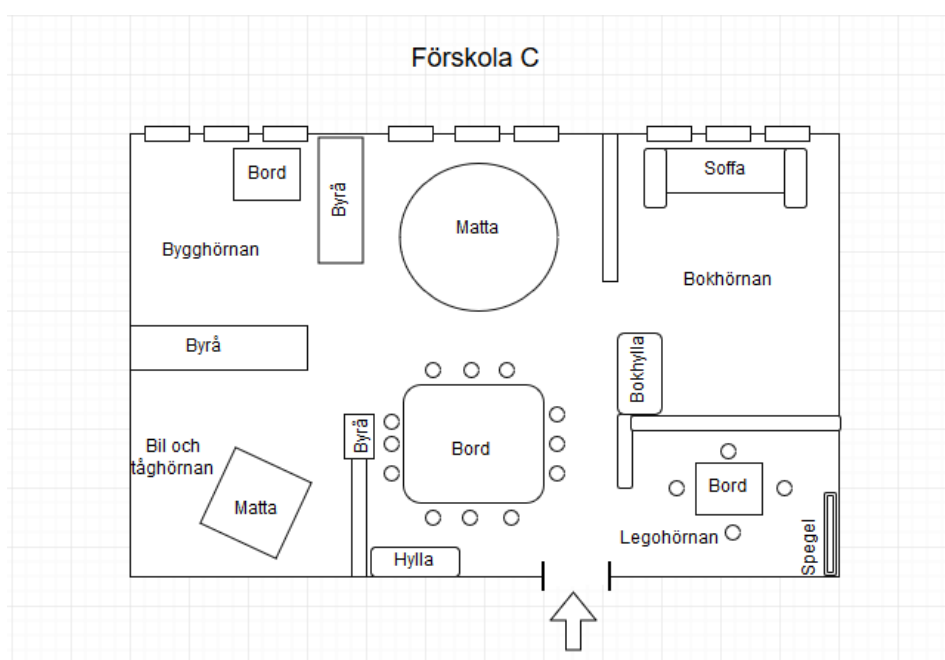 Förskola C
Bord
Byrå
Matta
Soffa
Bygghörnan
Bokhörnan
Byrå
Bokhylla
Byrå
Bord
Bil och
tåghörnan
Matta
Bord
Legohörnan
Spegel
Hylla